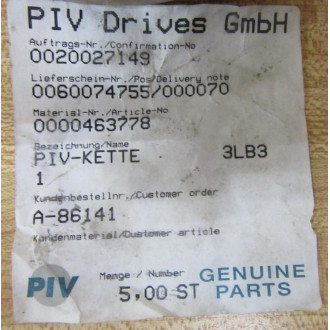 PIV Drives GmbH
Auftrags-Nr./Confirmation-No
0020027149
Lieferschein-Nr./Pos/Delivery note
0060074755/000070
Material-Nr./Article-No
0000463778
Bezeichnung/Name
PIV-KETTE 3LB3
1
Kundenbestellnr./Customer order
A-86141
Kundenmaterial/Customer article
Menge / Number
5,00 ST
PIV GENUINE PARTS